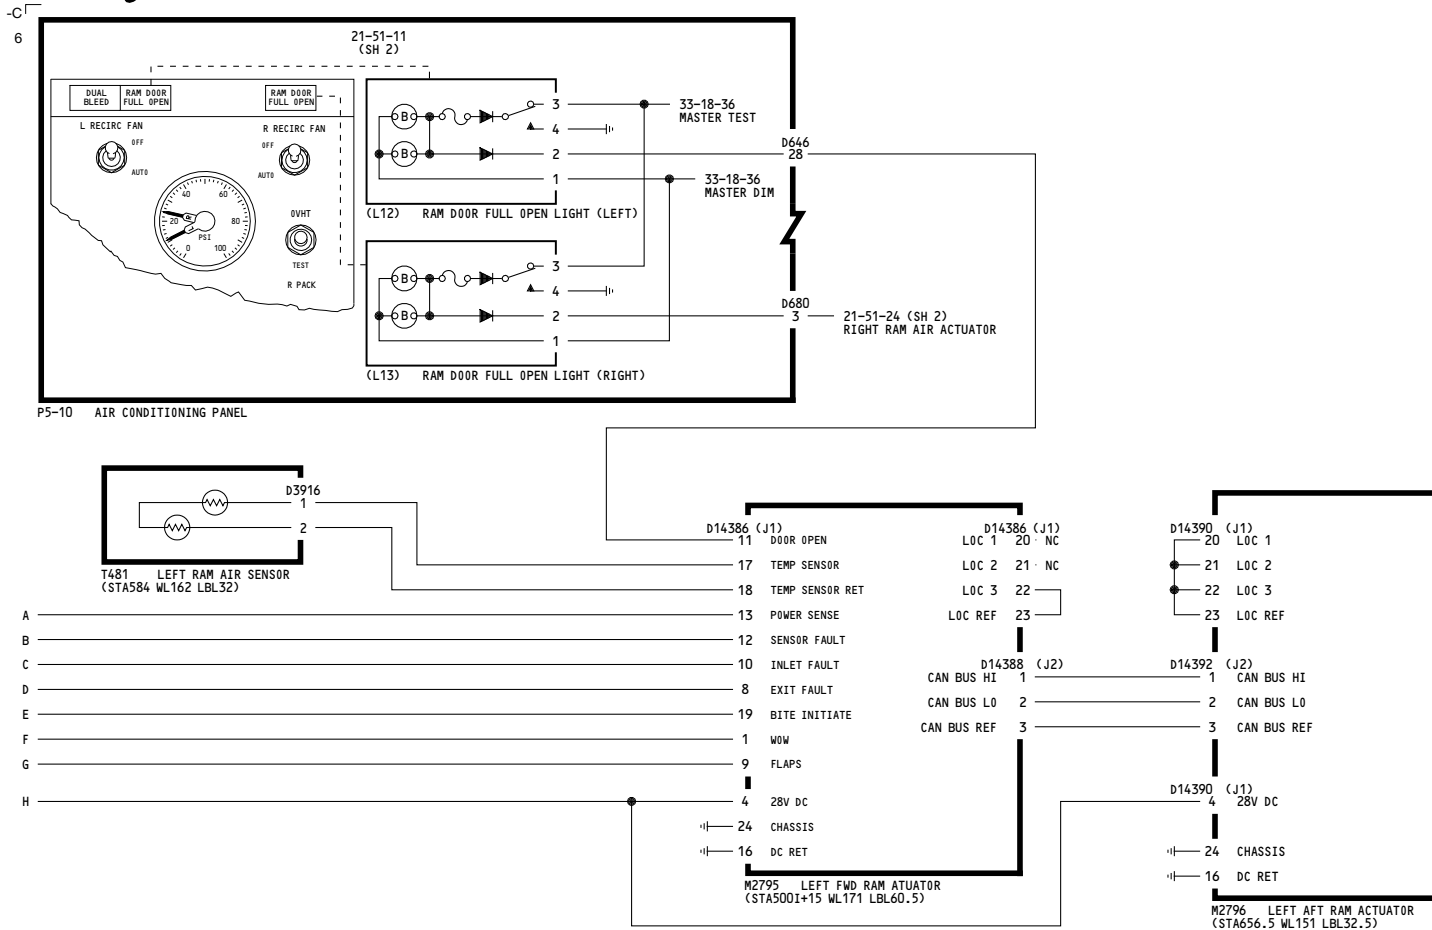 -C
6
21-51-11
(SH 2)
DUAL
BLEED
RAM DOOR
FULL OPEN
RAM DOOR
FULL OPEN
L RECIRC FAN
R RECIRC FAN
OFF
AUTO
OFF
AUTO
0
20
40
60
80
100
R
L
PSI
OVHT
TEST
R PACK
B
B
3
4
2
1
(L12) RAM DOOR FULL OPEN LIGHT (LEFT)
33-18-36
MASTER TEST
33-18-36
MASTER DIM
D646
28
B
B
3
4
2
1
(L13) RAM DOOR FULL OPEN LIGHT (RIGHT)
D680
3
21-51-24 (SH 2)
RIGHT RAM AIR ACTUATOR
P5-10 AIR CONDITIONING PANEL
D3916
1
2
T481 LEFT RAM AIR SENSOR
(STA584 WL162 LBL32)
A
B
C
D
E
F
G
H
D14386 (J1)
11 DOOR OPEN
17 TEMP SENSOR
18 TEMP SENSOR RET
13 POWER SENSE
12 SENSOR FAULT
10 INLET FAULT
8 EXIT FAULT
19 BITE INITIATE
1 WOW
9 FLAPS
4 28V DC
24 CHASSIS
16 DC RET
D14386 (J1)
LOC 1 20 NC
LOC 2 21 NC
LOC 3 22
LOC REF 23
D14388 (J2)
CAN BUS HI 1
CAN BUS LO 2
CAN BUS REF 3
M2795 LEFT FWD RAM ATUATOR
(STA500I+15 WL171 LBL60.5)
D14390 (J1)
20 LOC 1
21 LOC 2
22 LOC 3
23 LOC REF
D14392 (J2)
1 CAN BUS HI
2 CAN BUS LO
3 CAN BUS REF
D14390 (J1)
4 28V DC
24 CHASSIS
16 DC RET
M2796 LEFT AFT RAM ACTUATOR
(STA656.5 WL151 LBL32.5)